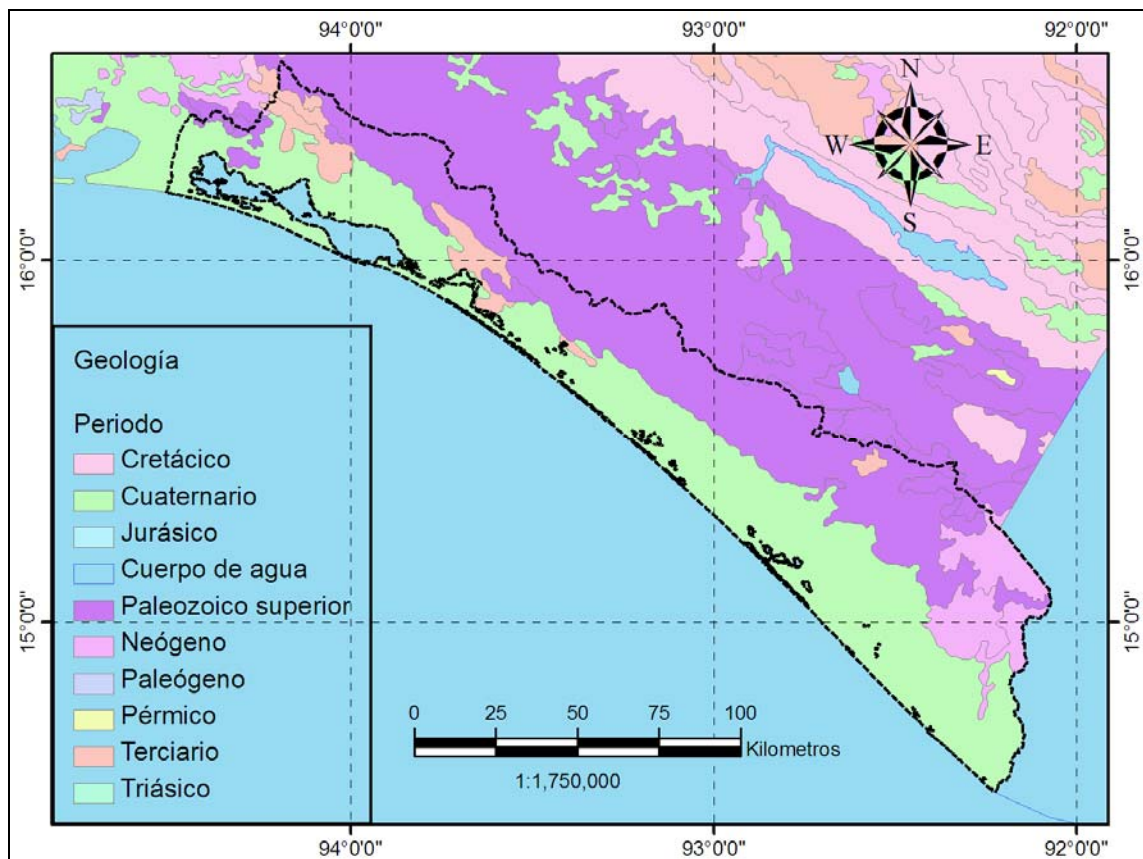 94°0'0" 93°0'0" 92°0'0"
N
W E
S
16°0'0" 16°0'0"
Geología
Periodo
Cretácico
Cuaternario
Jurásico
Cuerpo de agua
Paleozoico superior
Neógeno
Paleógeno
Pérmico
Terciario
Triásico
15°0'0" 15°0'0"
0 25 50 75 100
Kilometros
1:1,750,000
94°0'0" 93°0'0" 92°0'0"